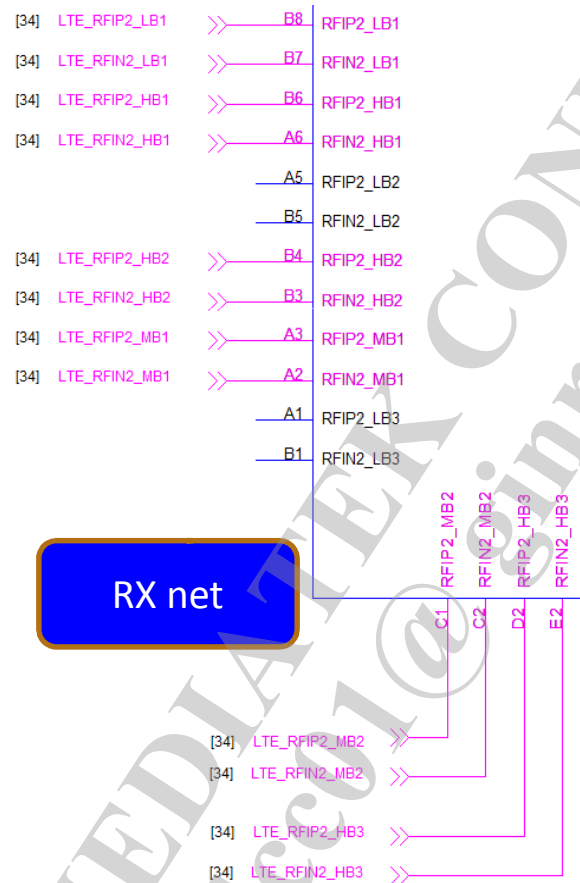 [34] LTE_RFIP2_LB1 B8 RFIP2_LB1
[34] LTE_RFIN2_LB1 B7 RFIN2_LB1
[34] LTE_RFIP2_HB1 B6 RFIP2_HB1
[34] LTE_RFIN2_HB1 A6 RFIN2_HB1
A5 RFIP2_LB2
B5 RFIN2_LB2
[34] LTE_RFIP2_HB2 B4 RFIP2_HB2
[34] LTE_RFIN2_HB2 B3 RFIN2_HB2
[34] LTE_RFIP2_MB1 A3 RFIP2_MB1
[34] LTE_RFIN2_MB1 A2 RFIN2_MB1
A1 RFIP2_LB3
B1 RFIN2_LB3
RFIP2_MB2
RFIN2_MB2
RFIP2_HB3
RFIN2_HB3
C1
C2
D2
E2
RX net
[34] LTE_RFIP2_MB2
[34] LTE_RFIN2_MB2
[34] LTE_RFIP2_HB3
[34] LTE_RFIN2_HB3
MEDIATEK CON